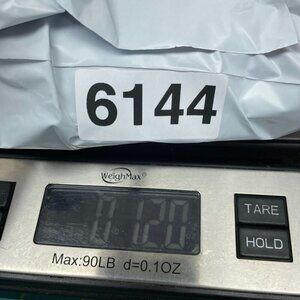 6144
WeighMax®
TARE
HOLD
Max:90LB d=0.1OZ